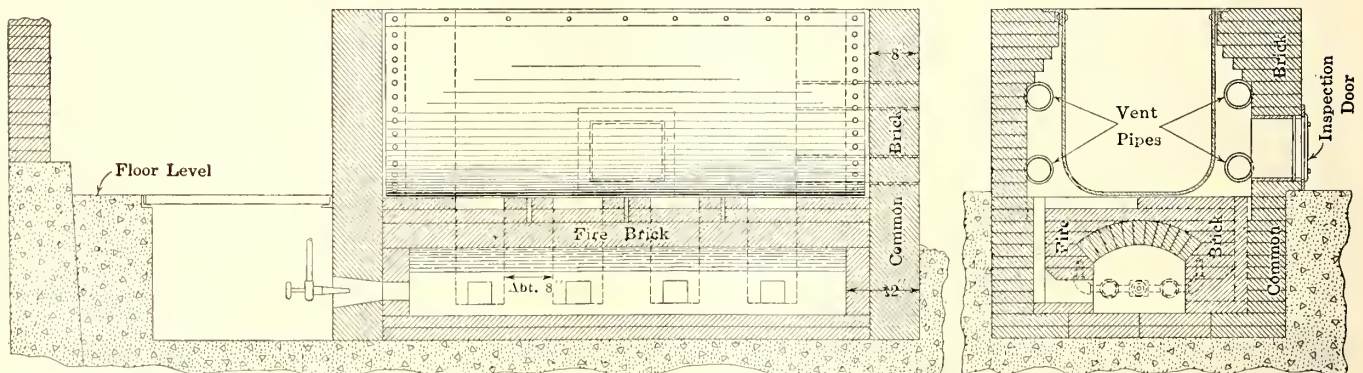 Floor Level
Fire Brick
Abt. 8"
8
Common Brick
12
Vent
Pipes
Fire Brick
Common Brick
Inspection
Door